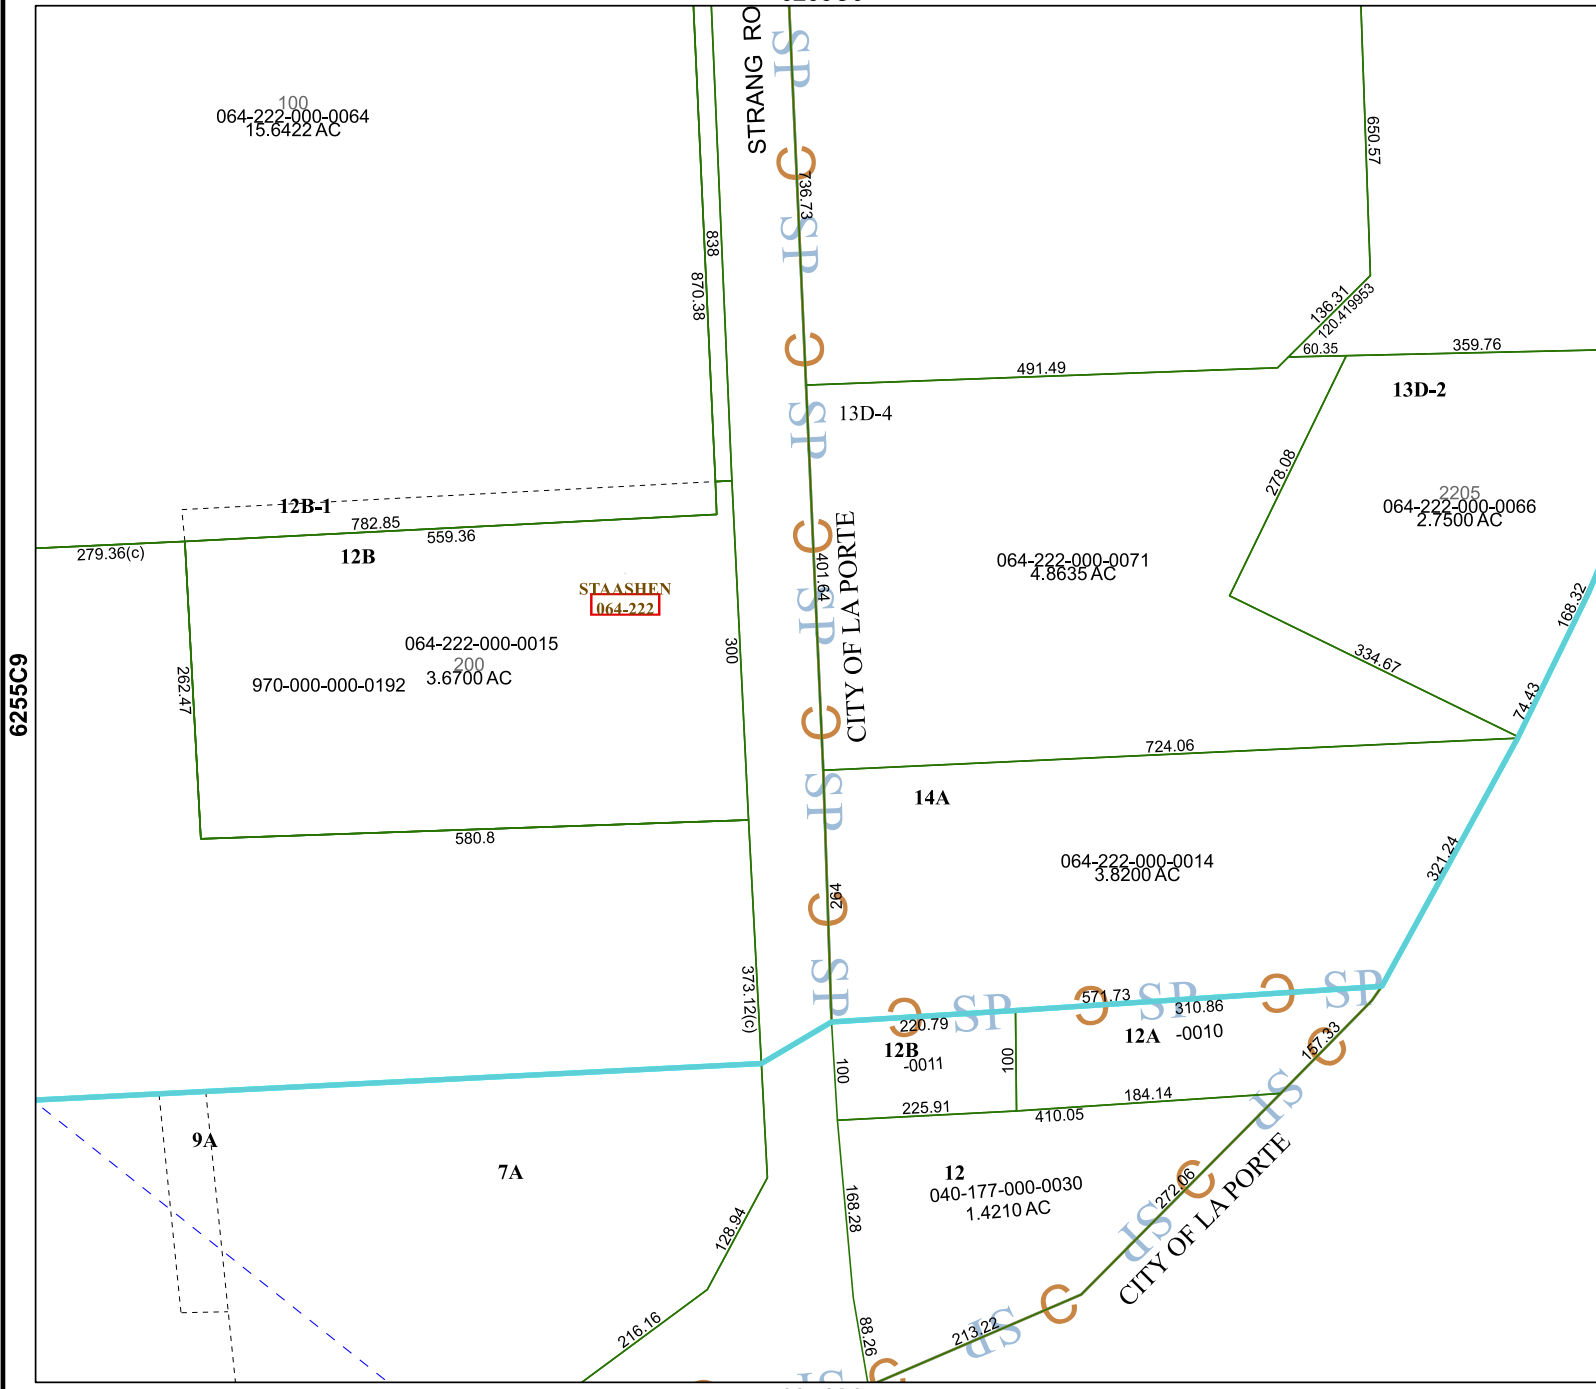 STRANG RO
SP
100
064-222-000-0064
15.6422 AC
650.57
C
736.73
SP
838
870.38
136.31
120.419953
60.35
359.76
C
491.49
13D-2
13D-4
SP
278.08
2205
064-222-000-0066
2.7500 AC
12B-1
782.85
559.36
279.36(c)
12B
C
401.64
CITY OF LA PORTE
064-222-000-0071
4.8635 AC
STAASHEN
064-222
SP
168.32
064-222-000-0015
200
3.6700 AC
970-000-000-0192
262.47
300
334.67
6255C9
74.43
C
724.06
SP
14A
580.8
321.24
064-222-000-0014
3.8200 AC
264
C
373.12(c)
SP
C
SP
C
571.73
SP
310.86
C
SP
220.79
12B
-0011
12A
-0010
157.33
C
100
100
225.91
410.05
184.14
SP
9A
7A
12
040-177-000-0030
1.4210 AC
272.06
C
CITY OF LA PORTE
168.28
128.94
SP
216.16
88.26
213.22
SP
C
C